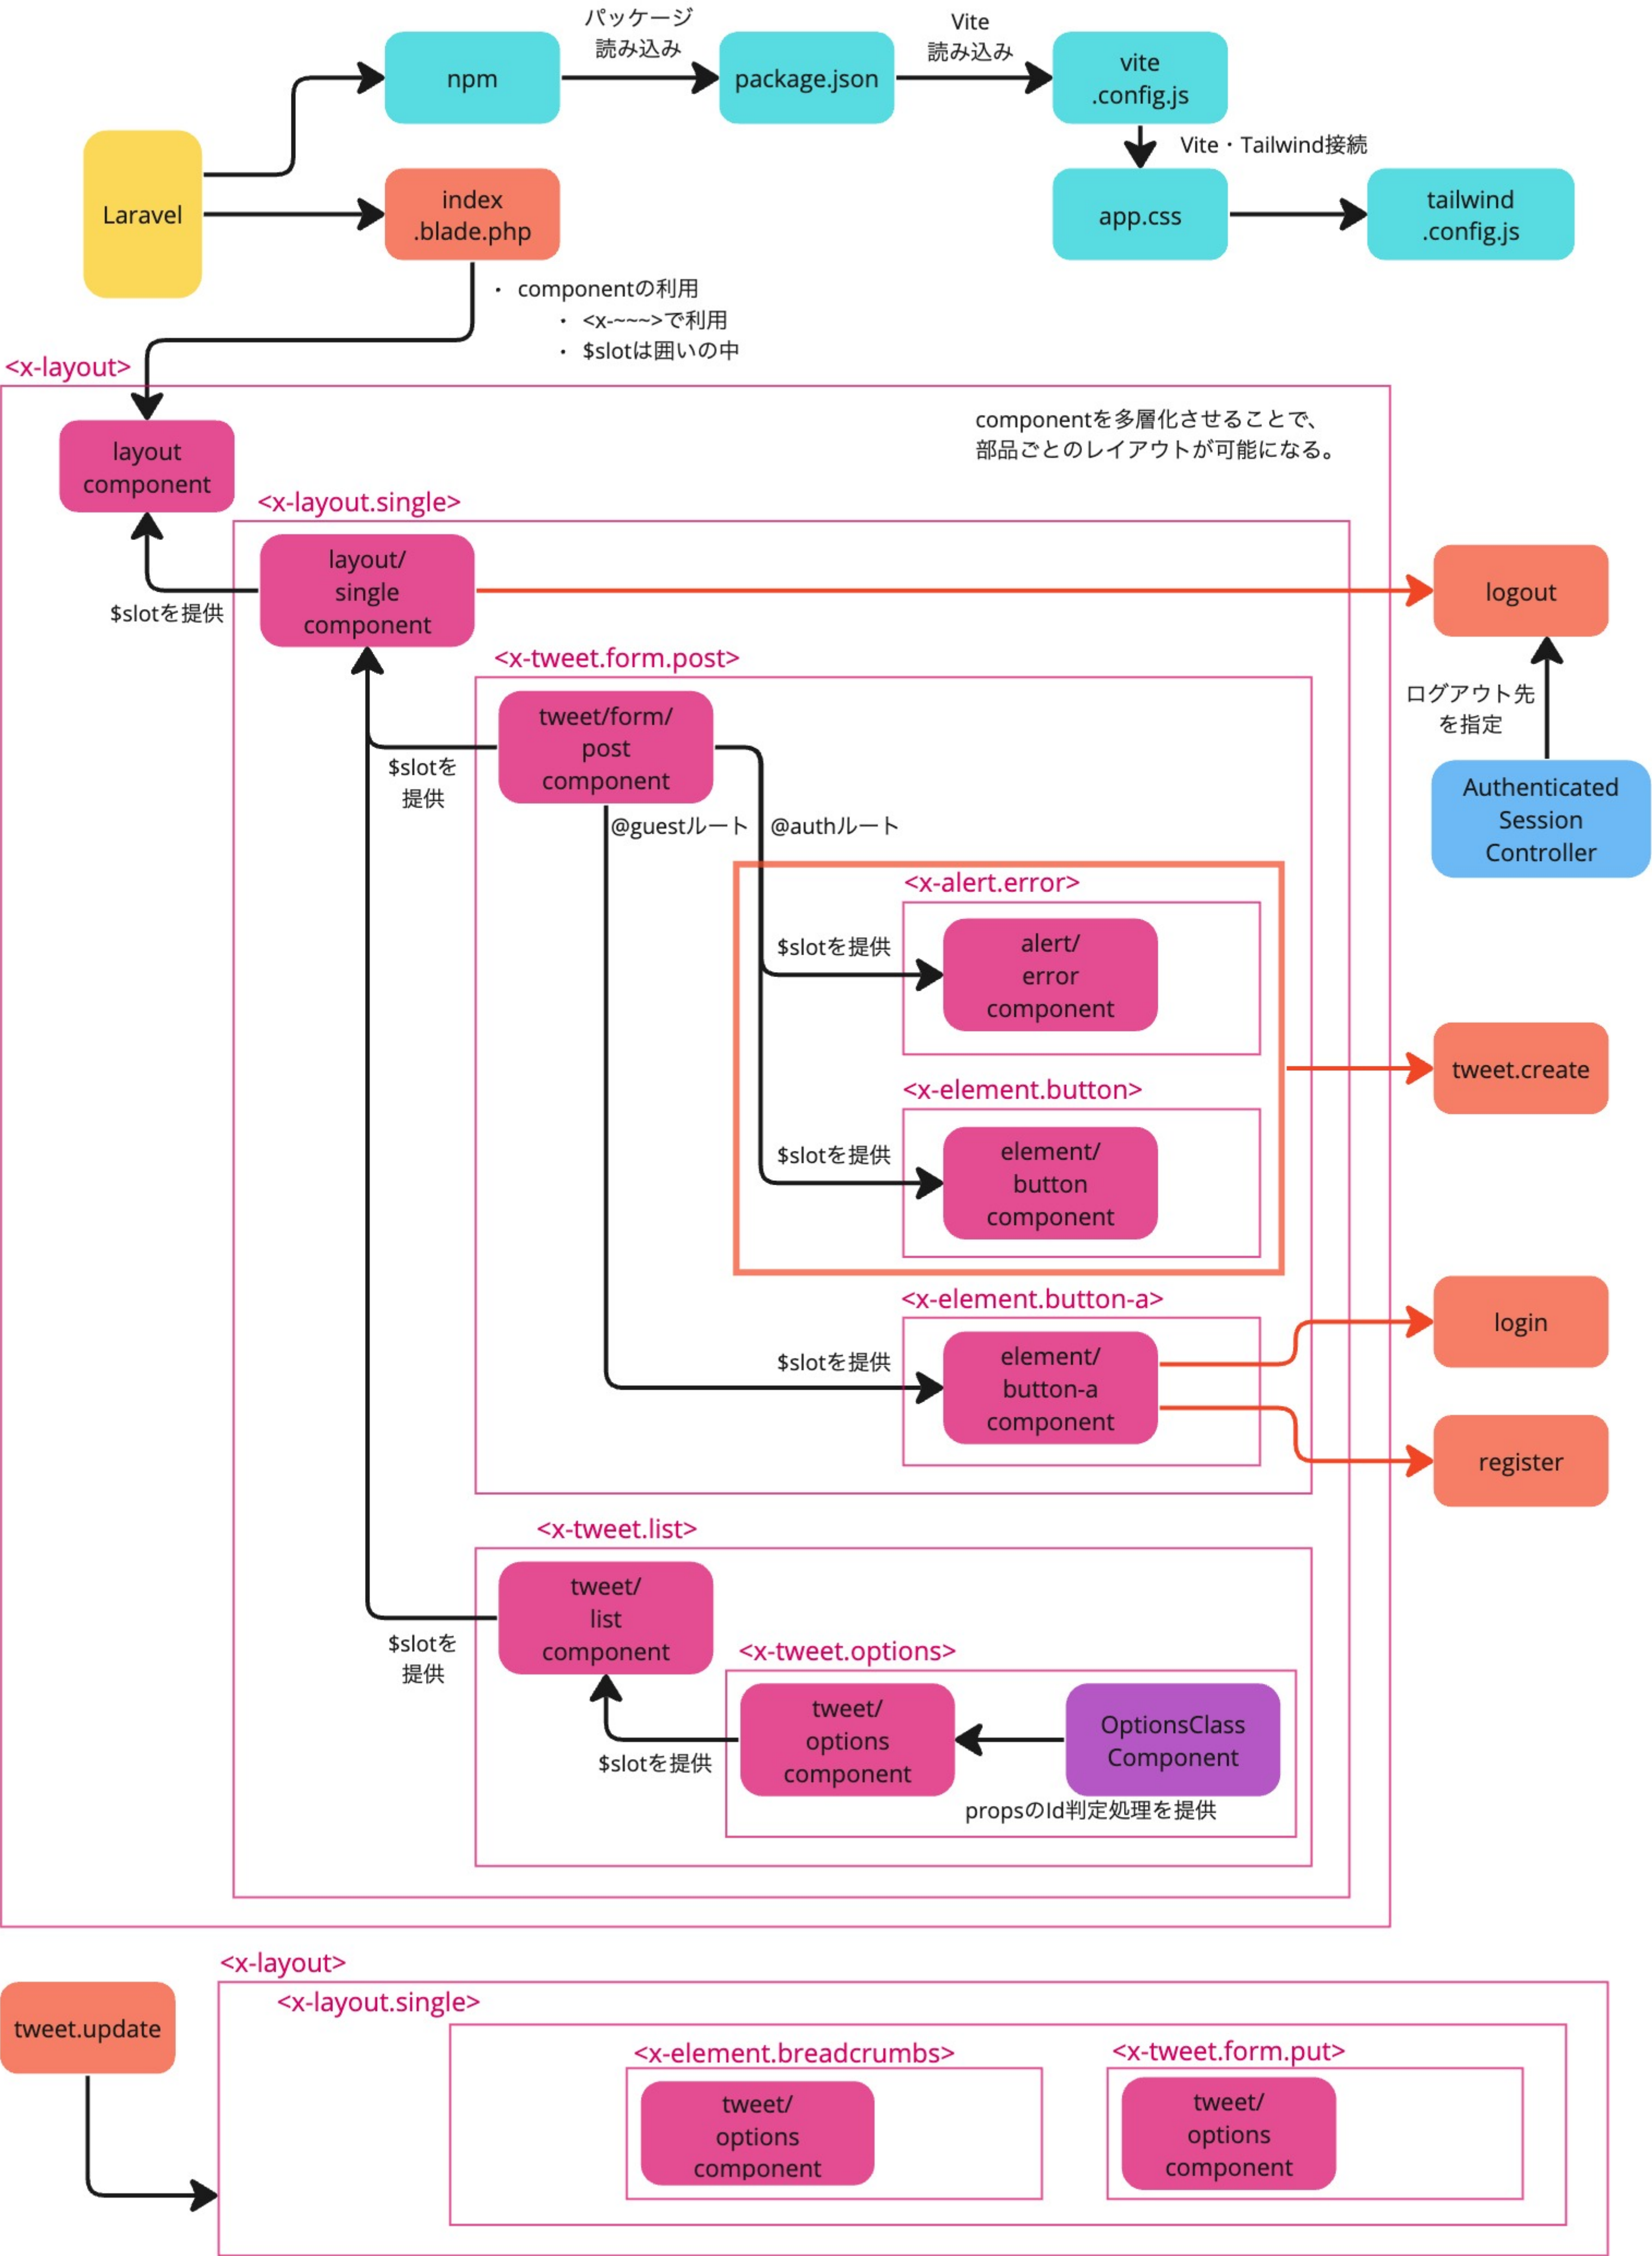 パッケージ
読み込み
Vite
読み込み
npm
package.json
vite
.config.js
Vite・Tailwind接続
Laravel
index
.blade.php
app.css
tailwind
.config.js
・ componentの利用
・ <x-~~~>で利用
・ $slotは囲いの中
<x-layout>
componentを多層化させることで、
部品ごとのレイアウトが可能になる。
layout
component
<x-layout.single>
layout/
single
component
$slotを提供
logout
<x-tweet.form.post>
ログアウト先
を指定
tweet/form/
post
component
$slotを
提供
Authenticated
Session
Controller
@guestルート
@authルート
<x-alert.error>
$slotを提供
alert/
error
component
tweet.create
<x-element.button>
$slotを提供
element/
button
component
<x-element.button-a>
login
$slotを提供
element/
button-a
component
register
<x-tweet.list>
tweet/
list
component
$slotを
提供
<x-tweet.options>
tweet/
options
component
OptionsClass
Component
$slotを提供
propsのId判定処理を提供
<x-layout>
<x-layout.single>
tweet.update
<x-element.breadcrumbs>
<x-tweet.form.put>
tweet/
options
component
tweet/
options
component